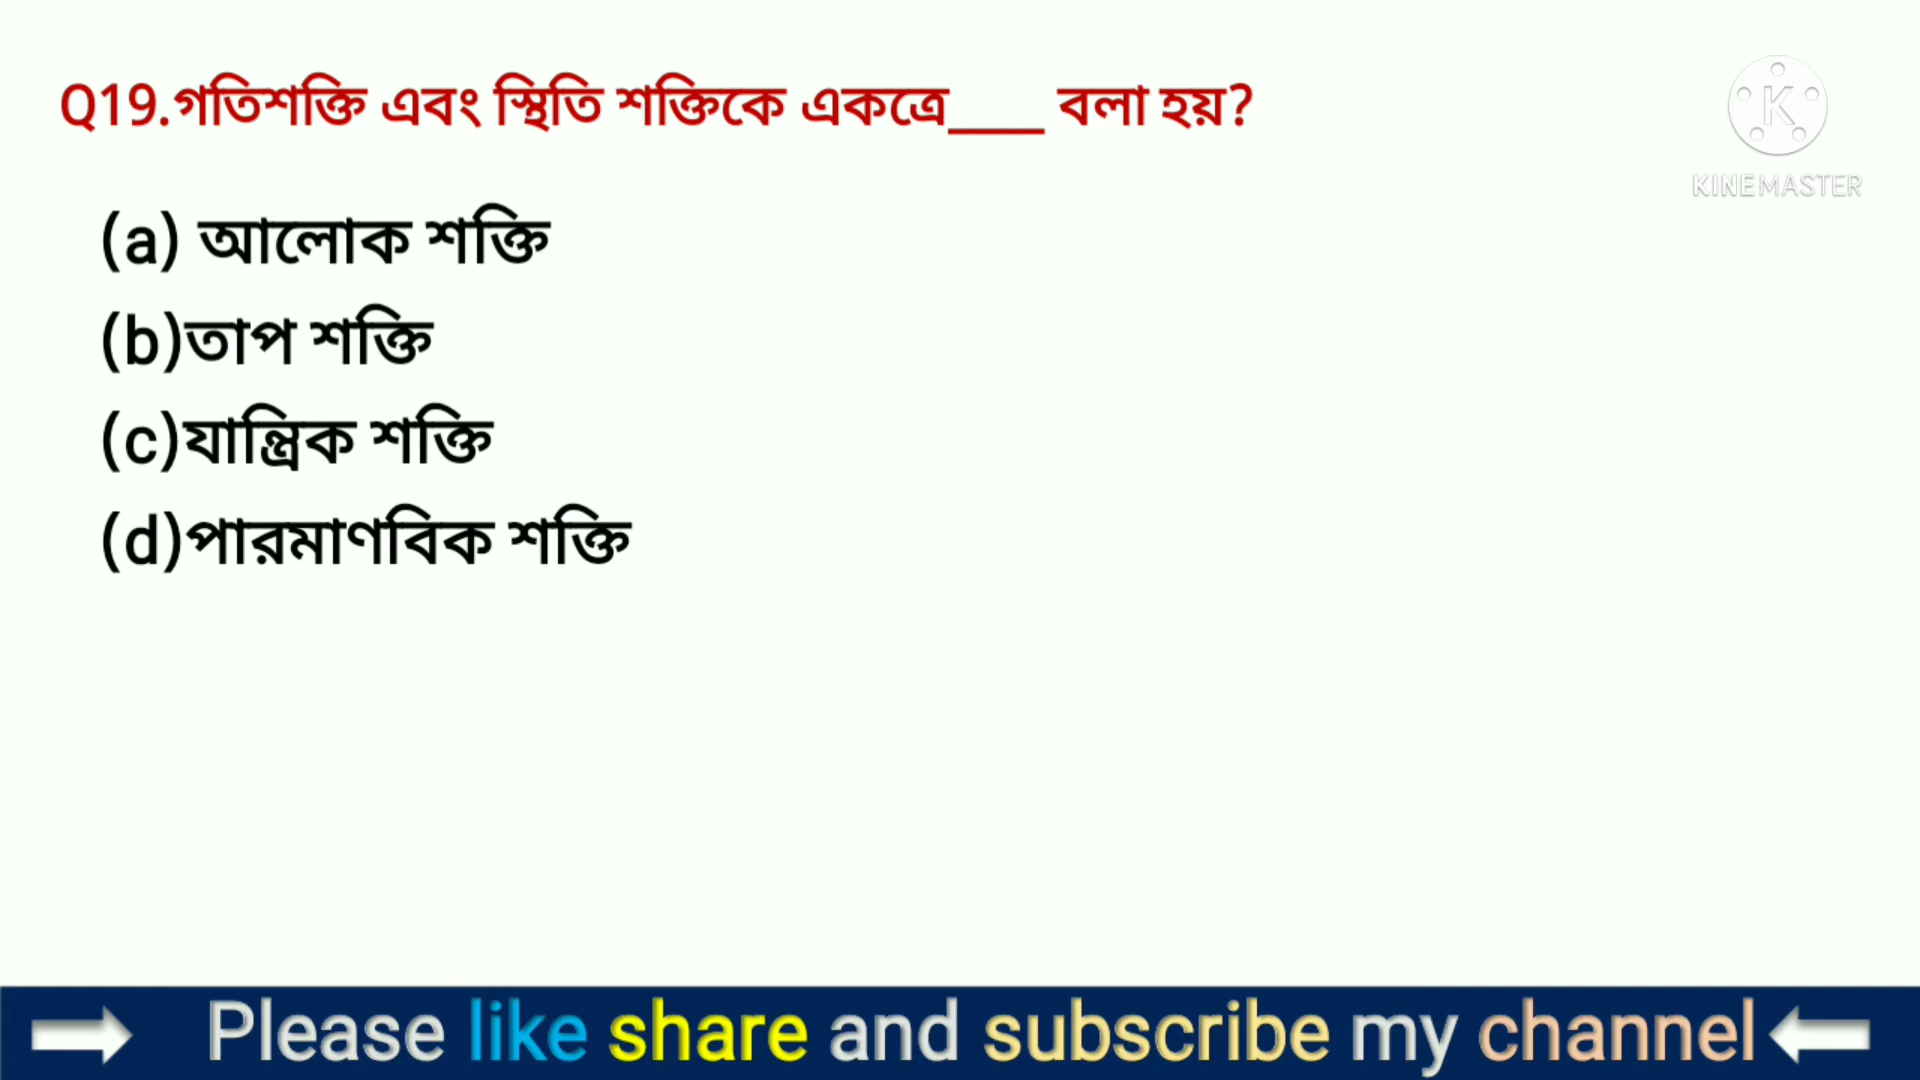 Q19.গতিশক্তি এবং স্থিতি শক্তিকে একত্রে____ বলা হয়?
K
KINEMASTER
(a) আলোক শক্তি
(b)তাপ শক্তি
(c)যান্ত্রিক শক্তি
(d)পারমাণবিক শক্তি
Please like share and subscribe my channel